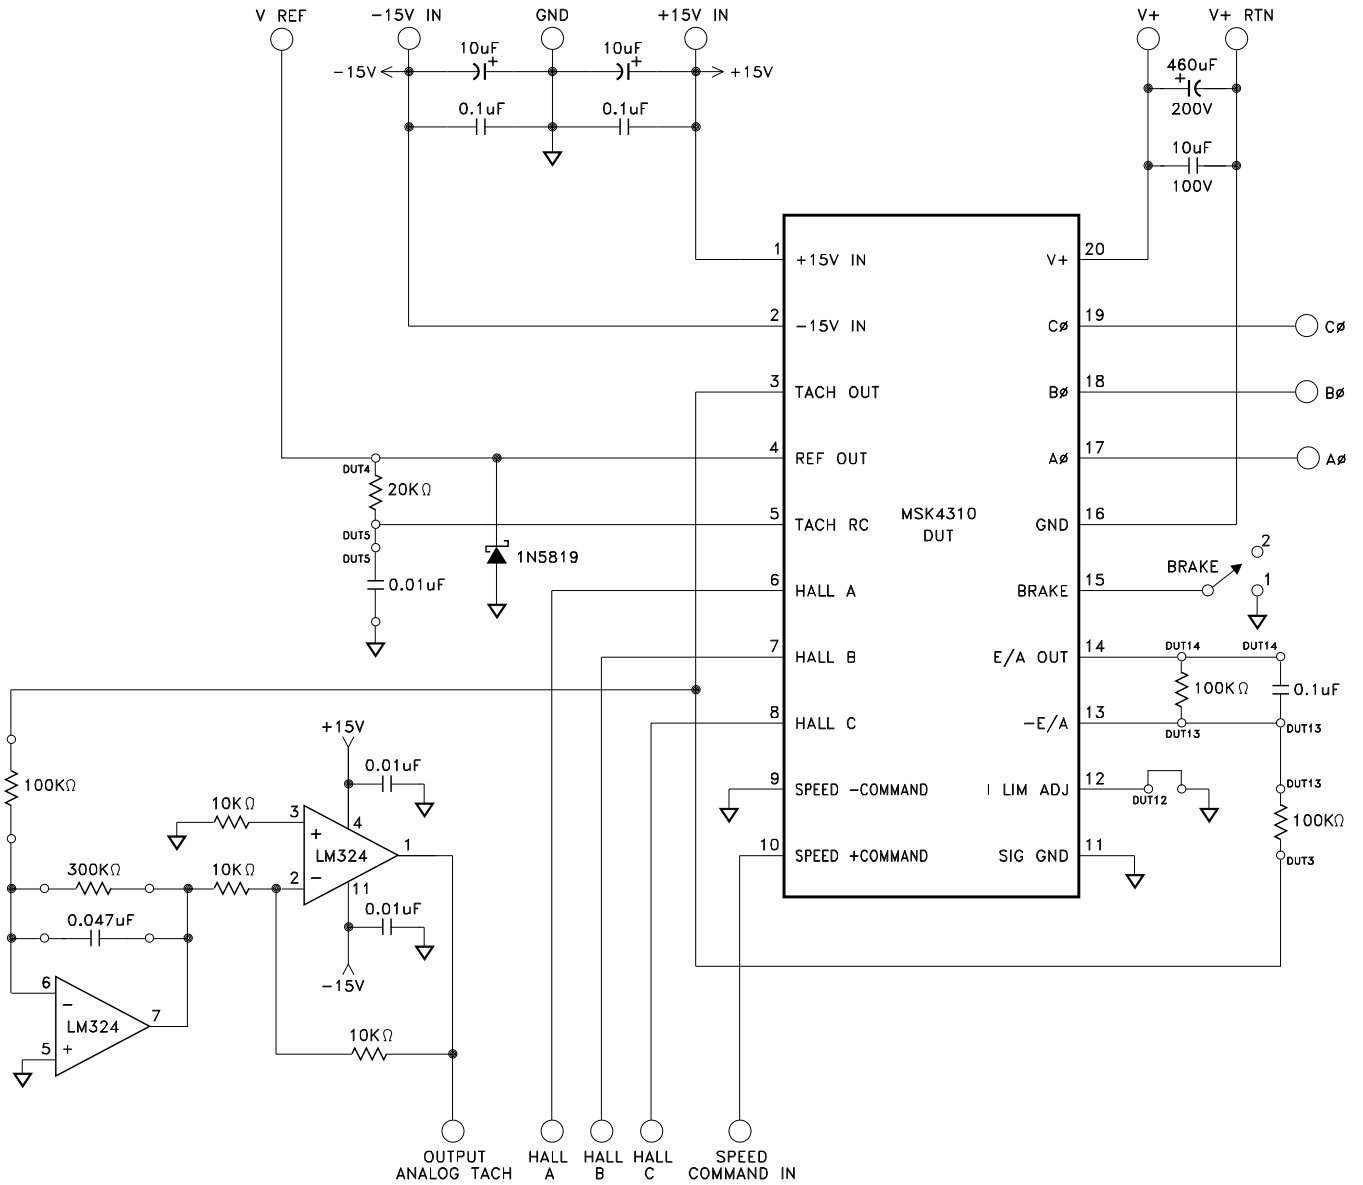 V REF
-15V IN
GND
+15V IN
V+
V+ RTN
10uF
+
10uF
+
-15V
+15V
0.1uF
0.1uF
460uF
+
200V
10uF
100V
1
+15V IN
2
-15V IN
3
TACH OUT
4
REF OUT
5
TACH RC
6
HALL A
7
HALL B
8
HALL C
9
SPEED -COMMAND
10
SPEED +COMMAND
MSK4310
DUT
V+
20
CØ
19
BØ
18
AØ
17
GND
16
BRAKE
15
E/A OUT
14
-E/A
13
I LIM ADJ
12
SIG GND
11
CØ
BØ
AØ
BRAKE
2
1
DUT4
20KΩ
DUT5
DUT5
0.01uF
1N5819
DUT14
DUT14
100KΩ
0.1uF
DUT13
DUT13
DUT13
100KΩ
DUT3
DUT12
100KΩ
+15V
0.01uF
10KΩ
3
+
4
LM324
1
2
-
11
300KΩ
10KΩ
0.047uF
0.01uF
-15V
6
-
LM324
7
5
+
10KΩ
OUTPUT
ANALOG TACH
HALL
A
HALL
B
HALL
C
SPEED
COMMAND IN